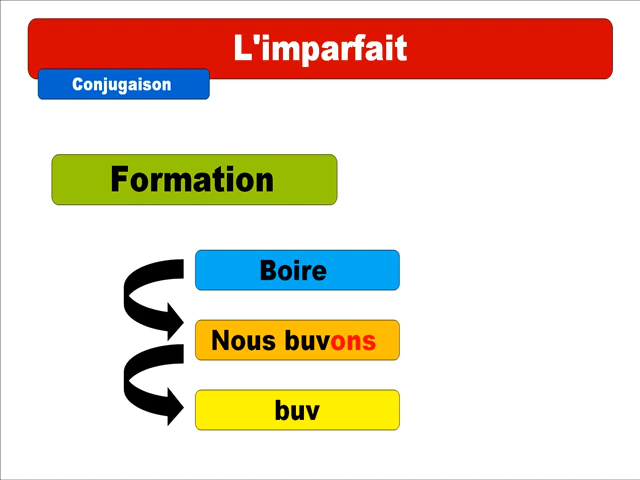 L'imparfait
Conjugaison
Formation
Boire
Nous buvons
buv